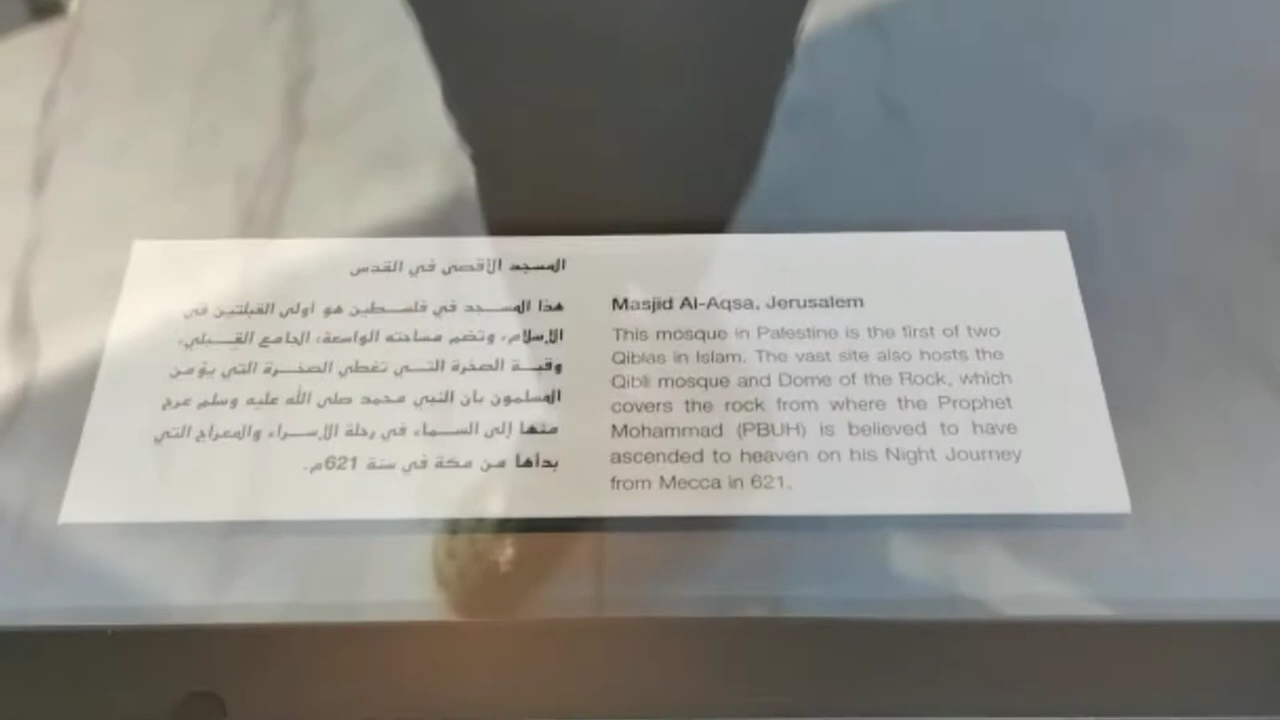 المسجد الأقصى في القدس
هذا المسجد في فلسطين هو أولى القبلتين في
الإسلام، وتضم مساحته الواسعة، الجامع القبلي،
وقبة الصخرة التي تغطي الصخرة التي يؤمن
المسلمون بأن النبي محمد صلى الله عليه وسلم عرج
منها إلى السماء في رحلة الإسراء والمعراج التي
بدأها من مكة في سنة 621م.
Masjid Al-Aqsa, Jerusalem
This mosque in Palestine is the first of two
Qiblas in Islam. The vast site also hosts the
Qibli mosque and Dome of the Rock, which
covers the rock from where the Prophet
Mohammad (PBUH) is believed to have
ascended to heaven on his Night Journey
from Mecca in 621.